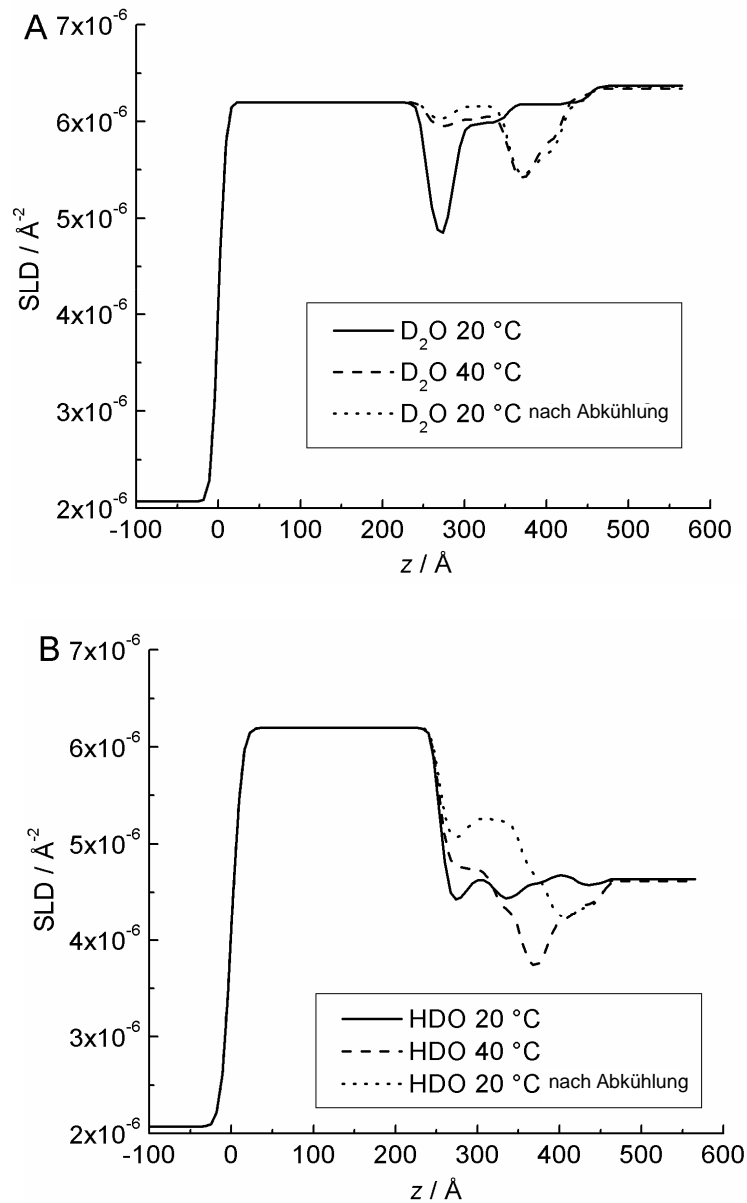 A
7x10⁻⁶
6x10⁻⁶
5x10⁻⁶
4x10⁻⁶
3x10⁻⁶
2x10⁻⁶
SLD / Å⁻²
D₂O 20 °C
D₂O 40 °C
D₂O 20 °C nach Abkühlung
-100 0 100 200 300 400 500 600
z / Å
B
7x10⁻⁶
6x10⁻⁶
5x10⁻⁶
4x10⁻⁶
3x10⁻⁶
2x10⁻⁶
SLD / Å⁻²
HDO 20 °C
HDO 40 °C
HDO 20 °C nach Abkühlung
-100 0 100 200 300 400 500 600
z / Å